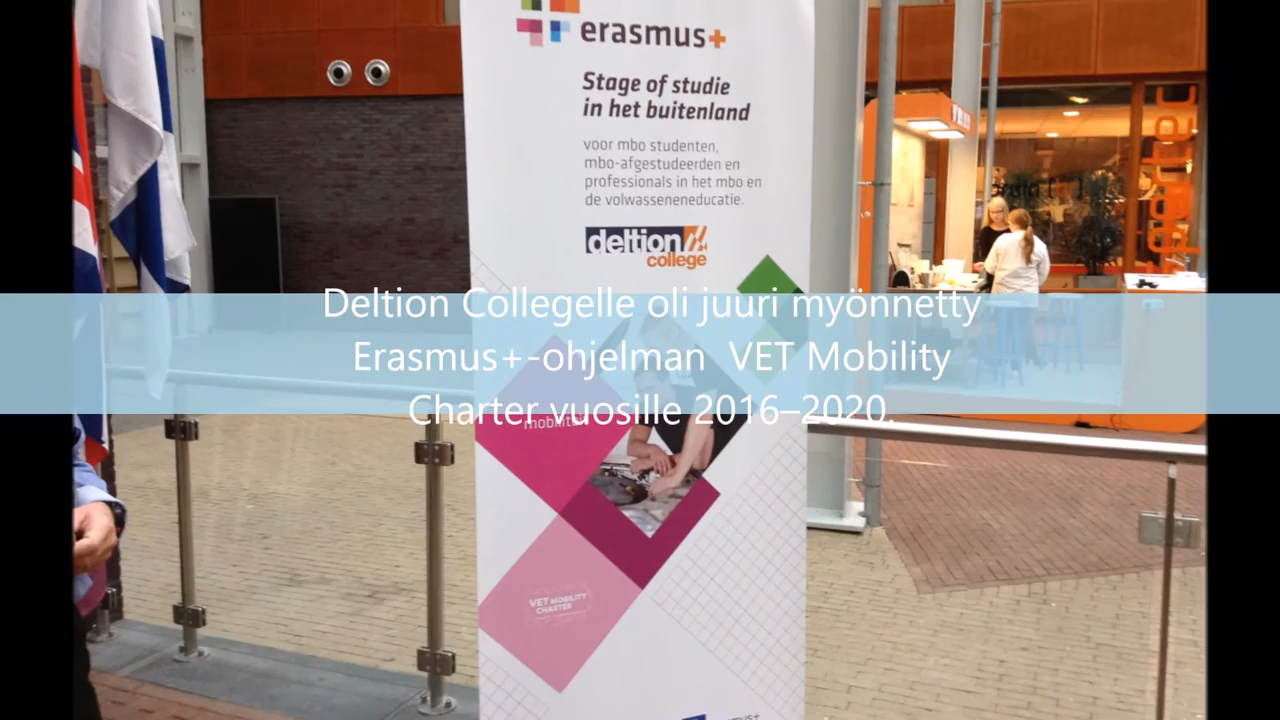 erasmus+
Stage of studie
in het buitenland
voor mbo studenten,
mbo-afgestudeerden en
professionals in het mbo en
de volwasseneneducatie.
deltion
college
Deltion Collegelle oli juuri myönnetty
Erasmus+-ohjelman VET Mobility
Charter vuosille 2016–2020.
mobiliteit
VET MOBILITY
CHARTER